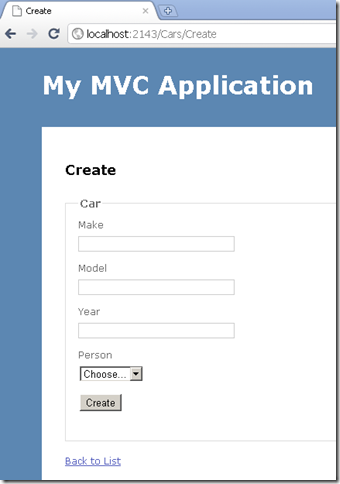 Create
localhost:2143/Cars/Create
My MVC Application
Create
Car
Make
Model
Year
Person
Choose...
Create
Back to List